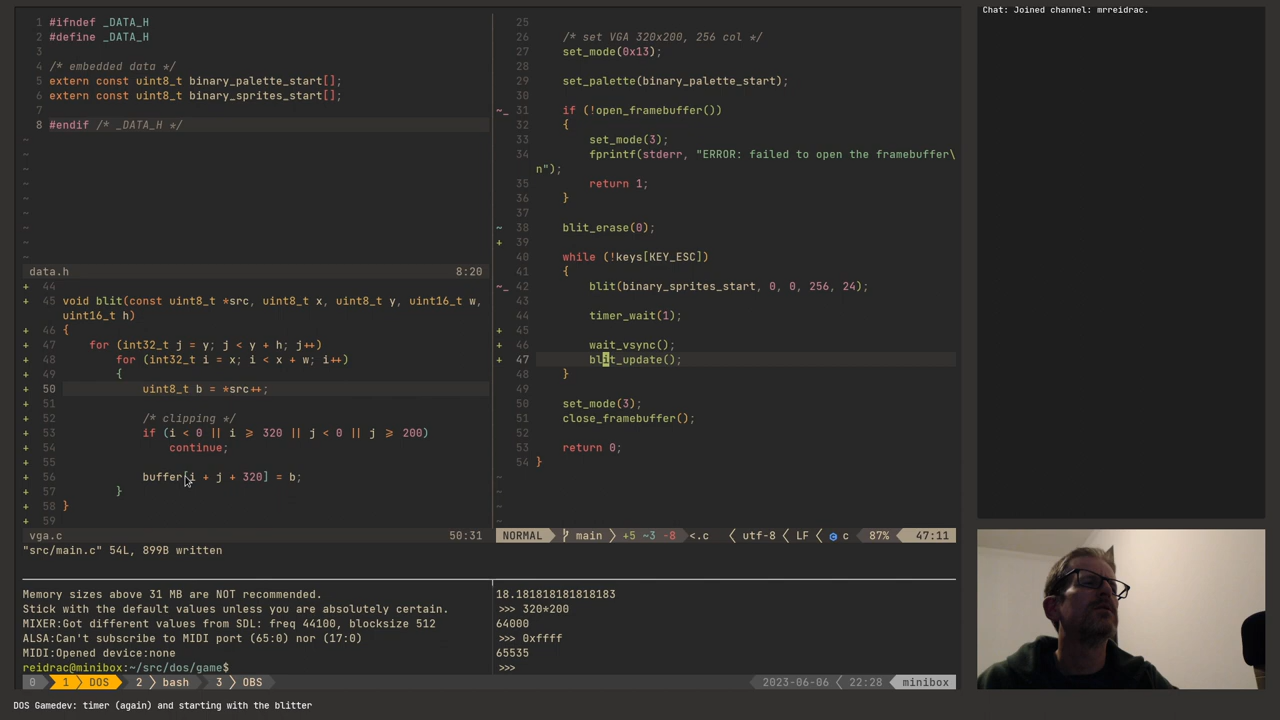 1 #ifndef _DATA_H
2 #define _DATA_H
3
4 /* embedded data */
5 extern const uint8_t binary_palette_start[];
6 extern const uint8_t binary_sprites_start[];
7
8 #endif /* _DATA_H */
~
~
~
~
~
~
~
~
~
data.h 8:20
+ 44
+ 45 void blit(const uint8_t *src, uint8_t x, uint8_t y, uint16_t w,
uint16_t h)
+ 46 {
+ 47 for (int32_t j = y; j < y + h; j++)
+ 48 for (int32_t i = x; i < x + w; i++)
+ 49 {
+ 50 uint8_t b = *src++;
+ 51
+ 52 /* clipping */
+ 53 if (i < 0 || i >= 320 || j < 0 || j >= 200)
+ 54 continue;
+ 55
+ 56 buffer[i + j + 320] = b;
+ 57 }
+ 58 }
+ 59
vga.c 50:31
25
26 /* set VGA 320x200, 256 col */
27 set_mode(0x13);
28
29 set_palette(binary_palette_start);
30
~_ 31 if (!open_framebuffer())
32 {
33 set_mode(3);
34 fprintf(stderr, "ERROR: failed to open the framebuffer\
n");
35 return 1;
36 }
37
~ 38 blit_erase(0);
+ 39
40 while (!keys[KEY_ESC])
41 {
~_ 42 blit(binary_sprites_start, 0, 0, 256, 24);
43
44 timer_wait(1);
+ 45
+ 46 wait_vsync();
+ 47 blit_update();
48 }
49
50 set_mode(3);
51 close_framebuffer();
52
53 return 0;
54 }
~
~
~
~
NORMAL main +5 ~3 -8 <.c utf-8 LF c 87% 47:11
"src/main.c" 54L, 899B written
Memory sizes above 31 MB are NOT recommended.
Stick with the default values unless you are absolutely certain.
MIXER:Got different values from SDL: freq 44100, blocksize 512
ALSA:Can't subscribe to MIDI port (65:0) nor (17:0)
MIDI:Opened device:none
reidrac@minibox:~/src/dos/game$
18.181818181818183
>>> 320*200
64000
>>> 0xffff
65535
>>>
0 1 DOS 2 bash 3 OBS 2023-06-06 22:28 minibox
DOS Gamedev: timer (again) and starting with the blitter
Chat: Joined channel: mrreidrac.